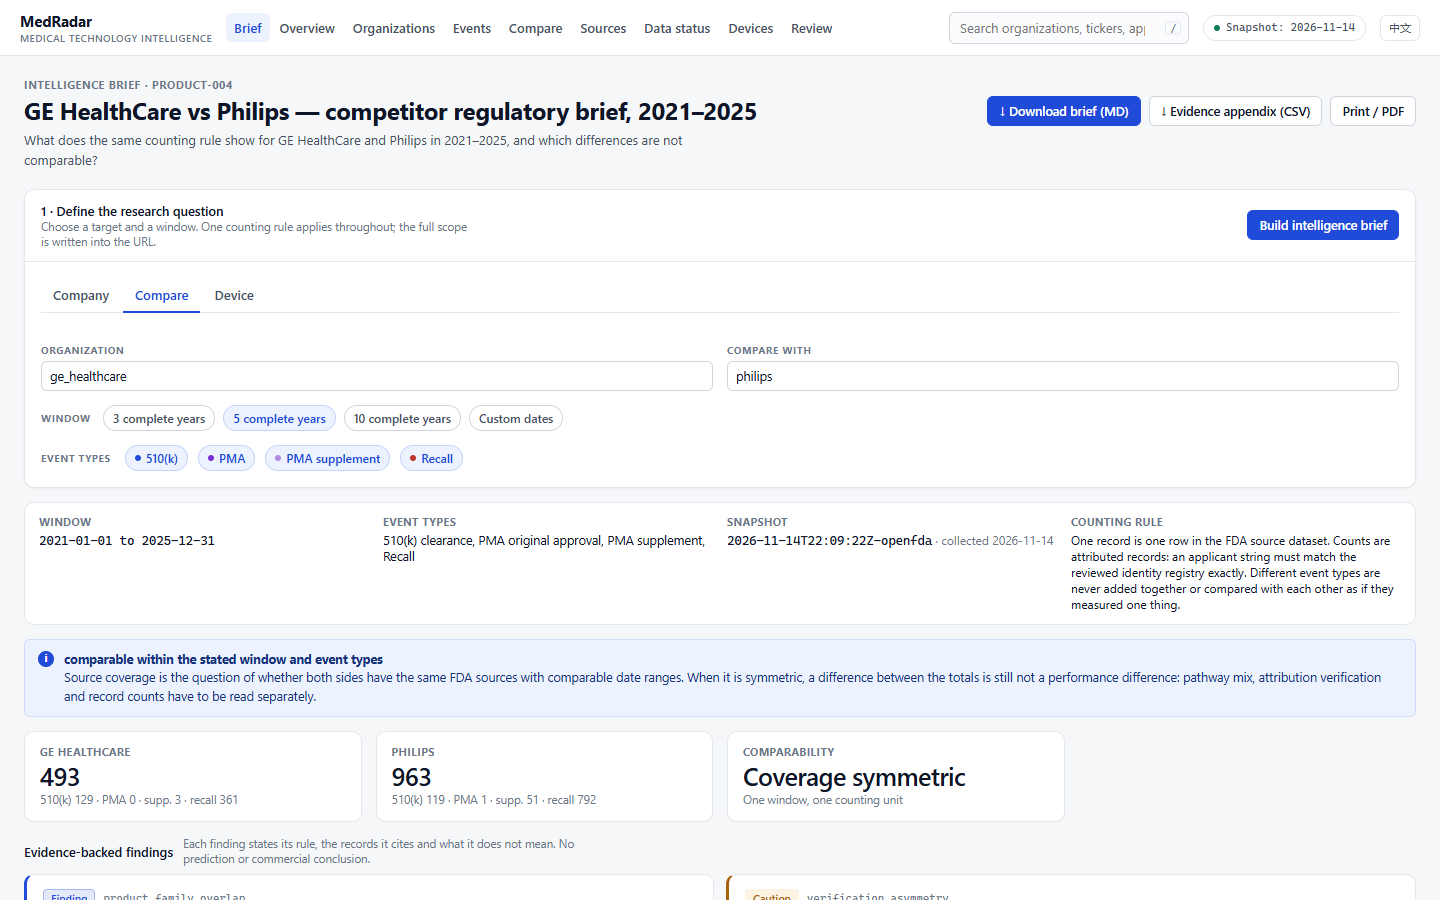 MedRadar
MEDICAL TECHNOLOGY INTELLIGENCE
Brief Overview Organizations Events Compare Sources Data status Devices Review
Search organizations, tickers, /
Snapshot: 2026-11-14
中文
INTELLIGENCE BRIEF · PRODUCT-004
GE HealthCare vs Philips — competitor regulatory brief, 2021–2025
What does the same counting rule show for GE HealthCare and Philips in 2021–2025, and which differences are not
comparable?
↓ Download brief (MD)
↓ Evidence appendix (CSV)
Print / PDF
1 · Define the research question
Choose a target and a window. One counting rule applies throughout; the full scope
is written into the URL.
Build intelligence brief
Company Compare Device
ORGANIZATION
ge_healthcare
COMPARE WITH
philips
WINDOW 3 complete years 5 complete years 10 complete years Custom dates
EVENT TYPES 510(k) PMA PMA supplement Recall
WINDOW
2021-01-01 to 2025-12-31
EVENT TYPES
510(k) clearance, PMA original approval, PMA supplement,
Recall
SNAPSHOT
2026-11-14T22:09:22Z-openfda · collected 2026-11-14
COUNTING RULE
One record is one row in the FDA source dataset. Counts are
attributed records: an applicant string must match the
reviewed identity registry exactly. Different event types are
never added together or compared with each other as if they
measured one thing.
comparable within the stated window and event types
Source coverage is the question of whether both sides have the same FDA sources with comparable date ranges. When it is symmetric, a difference between the totals is still not a performance difference: pathway mix, attribution verification
and record counts have to be read separately.
GE HEALTHCARE
493
510(k) 129 · PMA 0 · supp. 3 · recall 361
PHILIPS
963
510(k) 119 · PMA 1 · supp. 51 · recall 792
COMPARABILITY
Coverage symmetric
One window, one counting unit
Evidence-backed findings
Each finding states its rule, the records it cites and what it does not mean. No
prediction or commercial conclusion.
Finding product_family_overlap
Caution verification_asymmetry